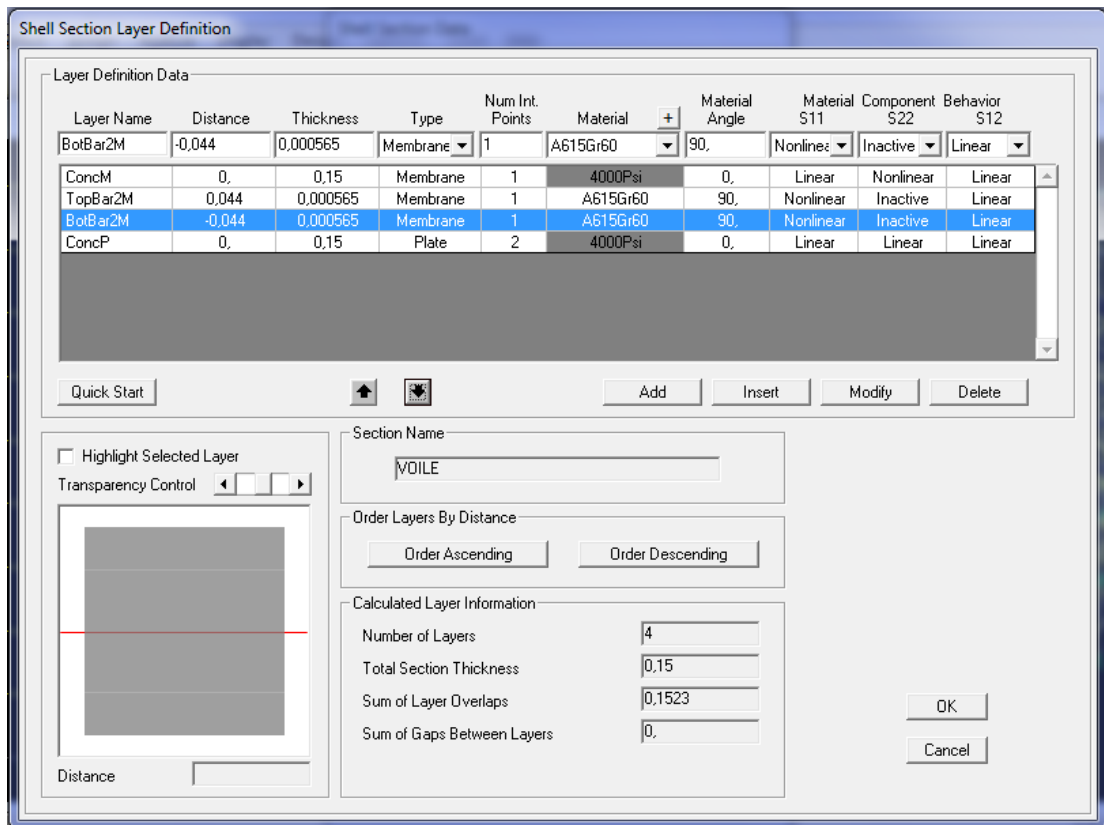 Shell Section Layer Definition
Layer Definition Data
Layer Name Distance Thickness Type Num Int. Points Material + Material Angle Material Component Behavior S11 S22 S12
BotBar2M -0,044 0,000565 Membrane 1 A615Gr60 90, Nonline Inactive Linear
ConcM 0, 0,15 Membrane 1 4000Psi 0, Linear Nonlinear Linear
TopBar2M 0,044 0,000565 Membrane 1 A615Gr60 90, Nonlinear Inactive Linear
BotBar2M -0,044 0,000565 Membrane 1 A615Gr60 90, Nonlinear Inactive Linear
ConcP 0, 0,15 Plate 2 4000Psi 0, Linear Linear Linear
Quick Start Add Insert Modify Delete
Highlight Selected Layer
Transparency Control
Distance
Section Name
VOILE
Order Layers By Distance
Order Ascending Order Descending
Calculated Layer Information
Number of Layers 4
Total Section Thickness 0,15
Sum of Layer Overlaps 0,1523
Sum of Gaps Between Layers 0,
OK
Cancel